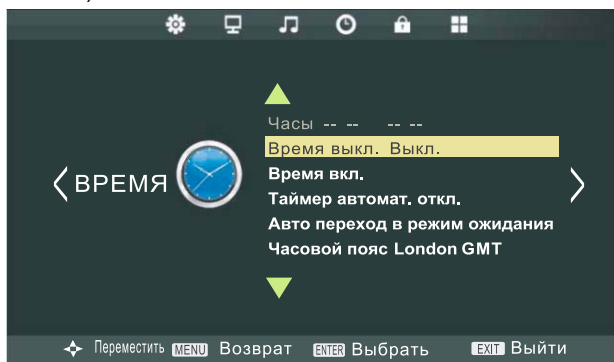 Часы -- -- -- --
Время выкл. Выкл.
ВРЕМЯ
Время вкл.
Таймер автомат. откл.
Авто переход в режим ожидания
Часовой пояс London GMT
Переместить MENU Возврат ENTER Выбрать EXIT Выйти